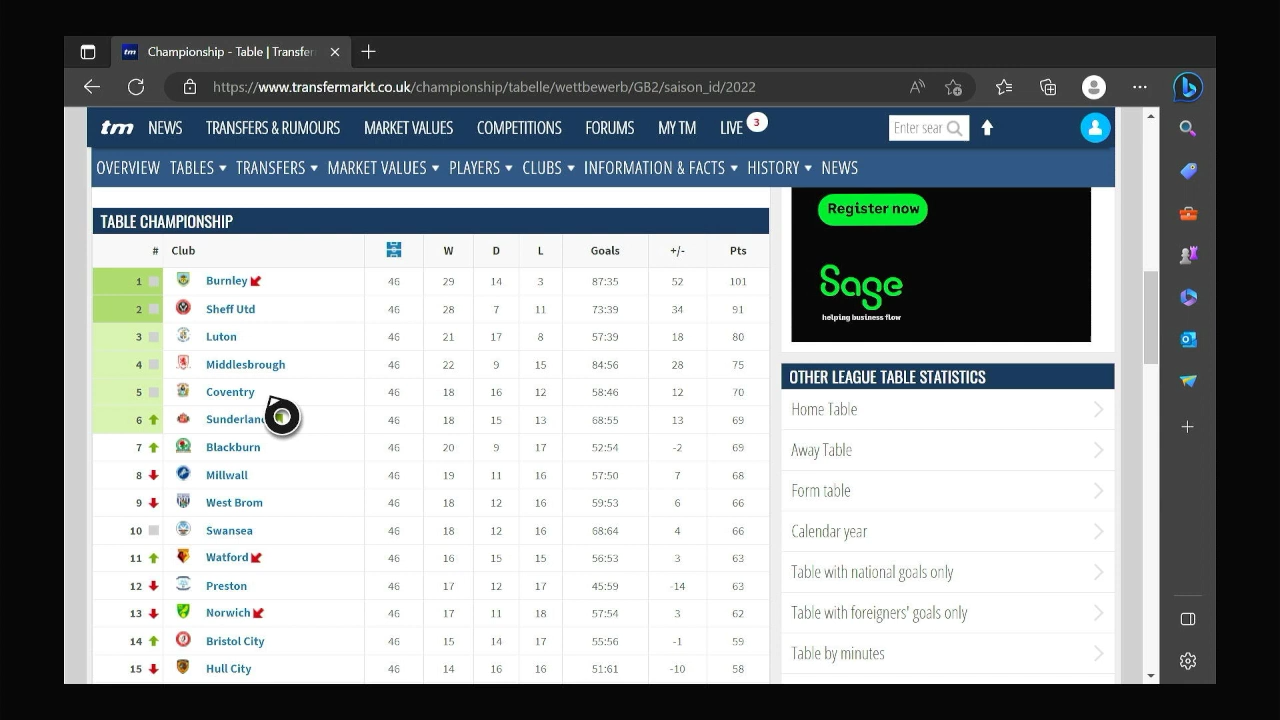 tm Championship - Table | Transfer
https://www.transfermarkt.co.uk/championship/tabelle/wettbewerb/GB2/saison_id/2022
tm NEWS TRANSFERS & RUMOURS MARKET VALUES COMPETITIONS FORUMS MY TM LIVE 3 Enter sear
OVERVIEW TABLES TRANSFERS MARKET VALUES PLAYERS CLUBS INFORMATION & FACTS HISTORY NEWS
TABLE CHAMPIONSHIP
# Club W D L Goals +/- Pts
1 Burnley 46 29 14 3 87:35 52 101
2 Sheff Utd 46 28 7 11 73:39 34 91
3 Luton 46 21 17 8 57:39 18 80
4 Middlesbrough 46 22 9 15 84:56 28 75
5 Coventry 46 18 16 12 58:46 12 70
6 Sunderland 46 18 15 13 68:55 13 69
7 Blackburn 46 20 9 17 52:54 -2 69
8 Millwall 46 19 11 16 57:50 7 68
9 West Brom 46 18 12 16 59:53 6 66
10 Swansea 46 18 12 16 68:64 4 66
11 Watford 46 16 15 15 56:53 3 63
12 Preston 46 17 12 17 45:59 -14 63
13 Norwich 46 17 11 18 57:54 3 62
14 Bristol City 46 15 14 17 55:56 -1 59
15 Hull City 46 14 16 16 51:61 -10 58
Register now
Sage
helping business flow
OTHER LEAGUE TABLE STATISTICS
Home Table
Away Table
Form table
Calendar year
Table with national goals only
Table with foreigners' goals only
Table by minutes